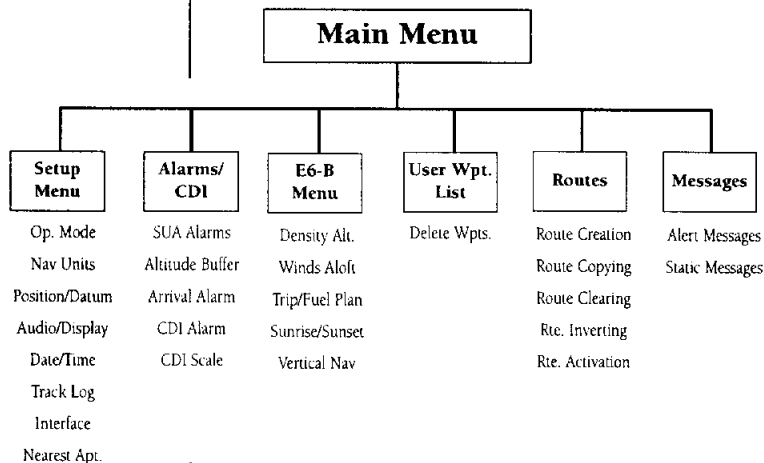 Main Menu
Setup
Menu
Op. Mode
Nav Units
Position/Datum
Audio/Display
Date/Time
Track Log
Interface
Nearest Apt.
Alarms/
CDI
SUA Alarms
Altitude Buffer
Arrival Alarm
CDI Alarm
CDI Scale
E6-B
Menu
Density Alt.
Winds Aloft
Trip/Fuel Plan
Sunrise/Sunset
Vertical Nav
User Wpt.
List
Delete Wpts.
Routes
Route Creation
Route Copying
Route Clearing
Rte. Inverting
Rte. Activation
Messages
Alert Messages
Static Messages